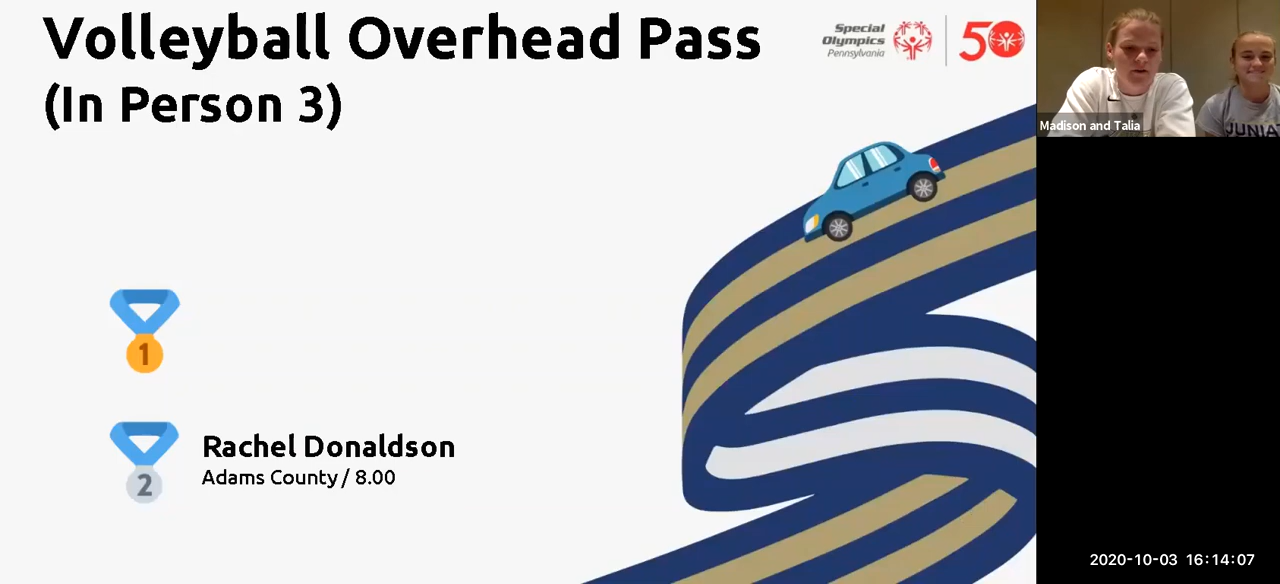 Volleyball Overhead Pass
(In Person 3)
Special
Olympics
Pennsylvania
50
Madison and Talia
JUNIAT
1
2
Rachel Donaldson
Adams County / 8.00
2020-10-03 16:14:07